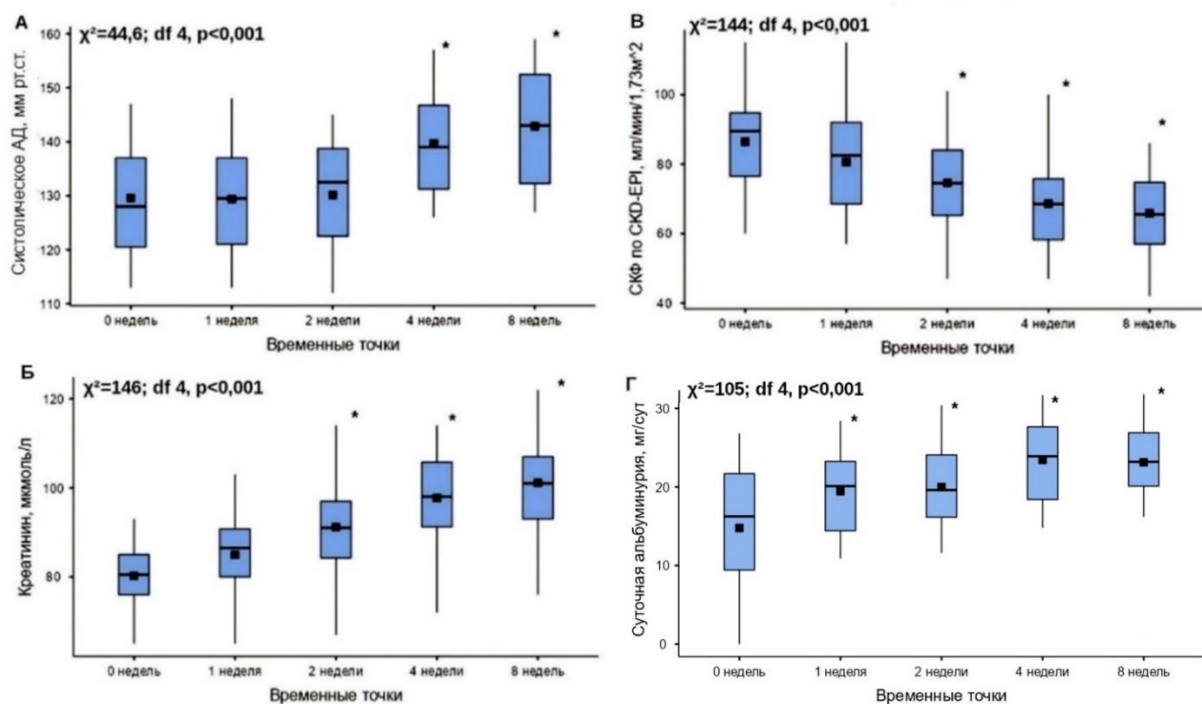 А
χ²=44,6; df 4, p<0,001
*
*
160
150
140
130
120
110
Систолическое АД, мм рт.ст.
0 недель
1 неделя
2 недели
4 недели
8 недель
Временные точки
В
χ²=144; df 4, p<0,001
*
*
*
100
80
60
40
СКФ по CKD-EPI, мл/мин/1,73м^2
0 недель
1 неделя
2 недели
4 недели
8 недель
Временные точки
Б
χ²=146; df 4, p<0,001
*
*
*
120
100
80
Креатинин, мкмоль/л
0 недель
1 неделя
2 недели
4 недели
8 недель
Временные точки
Г
χ²=105; df 4, p<0,001
*
*
*
*
30
20
10
0
Суточная альбуминурия, мг/сут
0 недель
1 неделя
2 недели
4 недели
8 недель
Временные точки